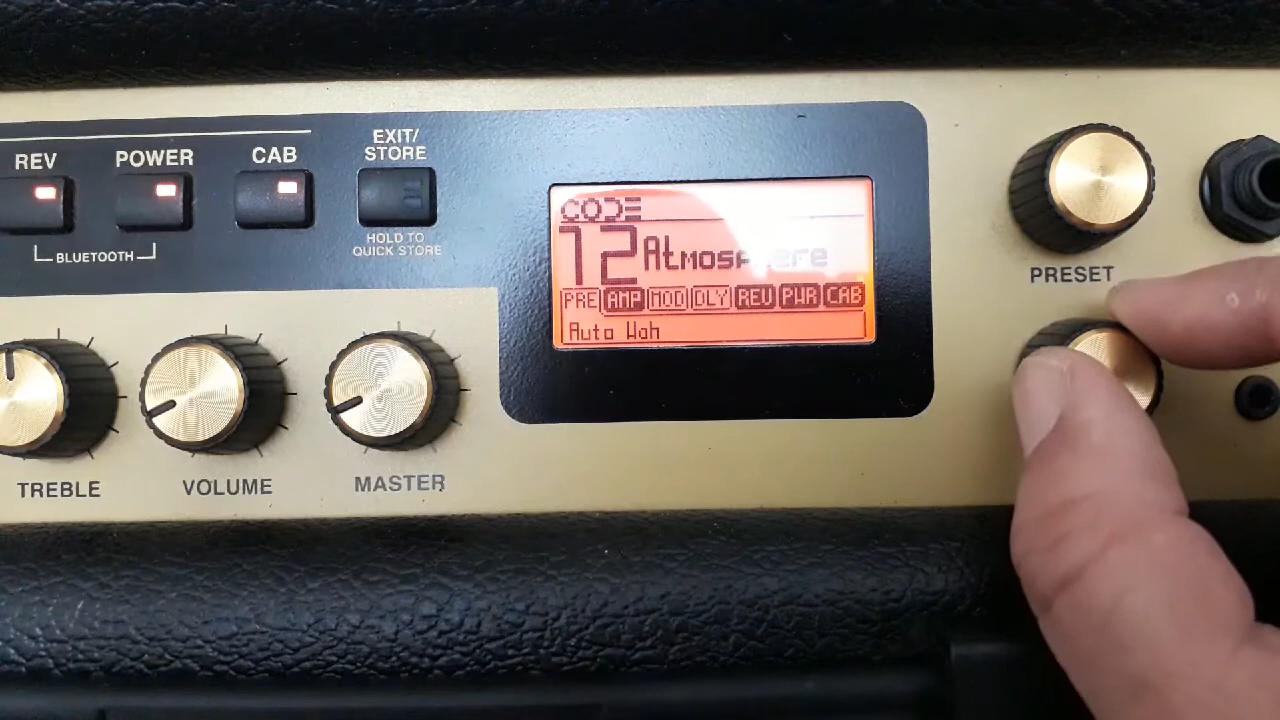 REV POWER CAB EXIT/
STORE
BLUETOOTH
HOLD TO
QUICK STORE
CODE
12 Atmosphere
PRE AMP MOD DLY REV PWR CAB
Auto Wah
PRESET
TREBLE VOLUME MASTER